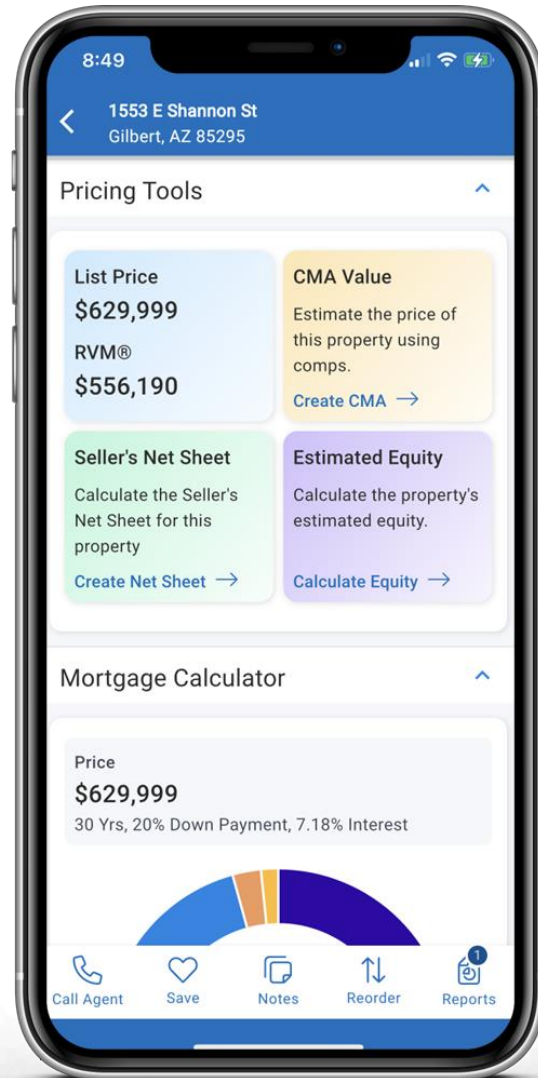 8:49
1553 E Shannon St
Gilbert, AZ 85295
Pricing Tools
List Price
$629,999
RVM®
$556,190
CMA Value
Estimate the price of
this property using
comps.
Create CMA →
Seller's Net Sheet
Calculate the Seller's
Net Sheet for this
property
Create Net Sheet →
Estimated Equity
Calculate the property's
estimated equity.
Calculate Equity →
Mortgage Calculator
Price
$629,999
30 Yrs, 20% Down Payment, 7.18% Interest
1
Call Agent
Save
Notes
Reorder
Reports